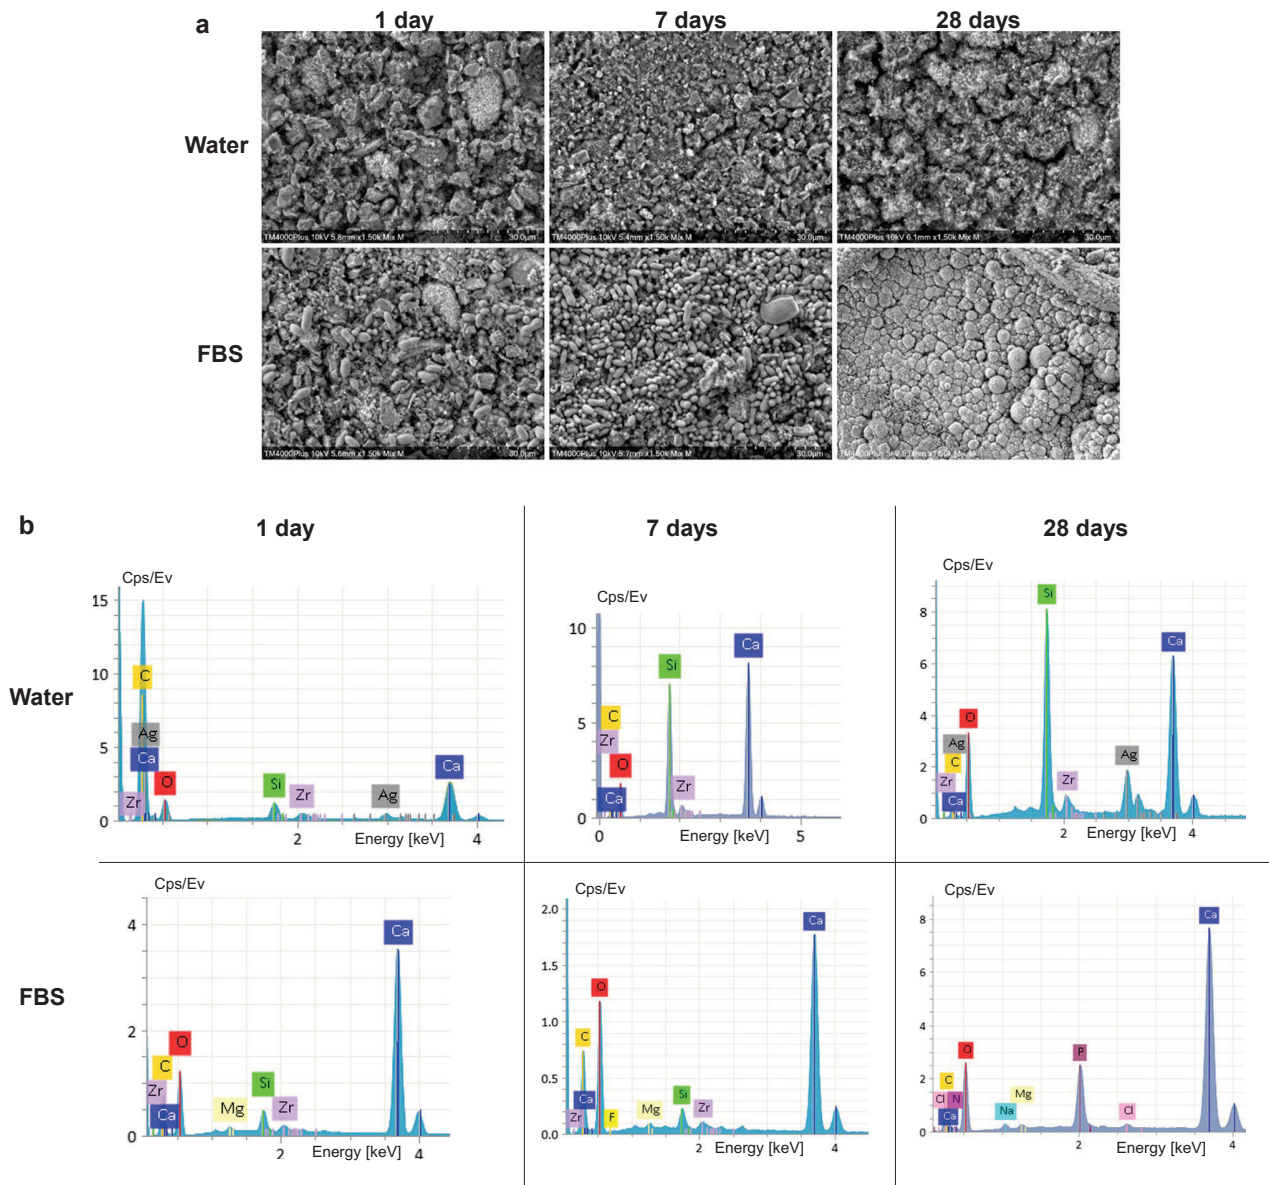 a
1 day
7 days
28 days
Water
TM4000Plus 10kV 5.8mm x1.50k Mix M 30.0µm
TM4000Plus 10kV 5.4mm x1.50k Mix M 30.0µm
TM4000Plus 10kV 6.1mm x1.50k Mix M 30.0µm
FBS
TM4000Plus 10kV 5.6mm x1.50k Mix M 30.0µm
TM4000Plus 10kV 5.7mm x1.50k Mix M 30.0µm
TM4000Plus 5kV x1.50k Mix M 30.0µm
b
1 day
7 days
28 days
Water
Cps/Ev
15
10
5
0
C
Ag
Ca
Zr
O
Si
Zr
Ag
Ca
2
Energy [keV]
4
Cps/Ev
10
5
0
C
Zr
O
Ca
Si
Zr
Ca
0
Energy [keV]
5
Cps/Ev
8
6
4
2
0
Si
Ca
O
Ag
C
Zr
Ca
Zr
Ag
2
Energy [keV]
4
FBS
Cps/Ev
4
2
0
Ca
O
C
Zr
Ca
Mg
Si
Zr
2
Energy [keV]
4
Cps/Ev
2.0
1.5
1.0
0.5
0.0
Ca
O
C
Ca
Zr
F
Mg
Si
Zr
2
Energy [keV]
4
Cps/Ev
8
6
4
2
0
Ca
O
P
C
Cl
N
Ca
Na
Mg
Cl
2
Energy [keV]
4